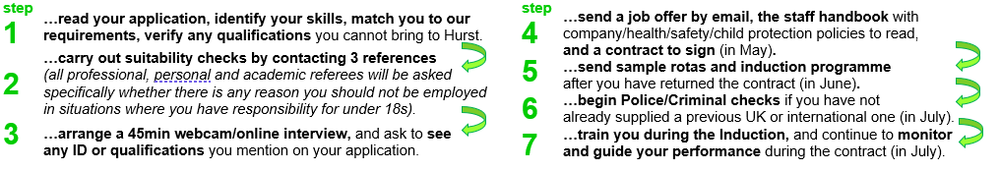 step
1 …read your application, identify your skills, match you to our
requirements, verify any qualifications you cannot bring to Hurst.
…carry out suitability checks by contacting 3 references
2 (all professional, personal and academic referees will be asked
specifically whether there is any reason you should not be employed
in situations where you have responsibility for under 18s).
3 …arrange a 45min webcam/online interview, and ask to see
any ID or qualifications you mention on your application.
step
4 …send a job offer by email, the staff handbook with
company/health/safety/child protection policies to read,
and a contract to sign (in May).
5 …send sample rotas and induction programme
after you have returned the contract (in June).
6 …begin Police/Criminal checks if you have not
already supplied a previous UK or international one (in July).
7 …train you during the Induction, and continue to monitor
and guide your performance during the contract (in July).